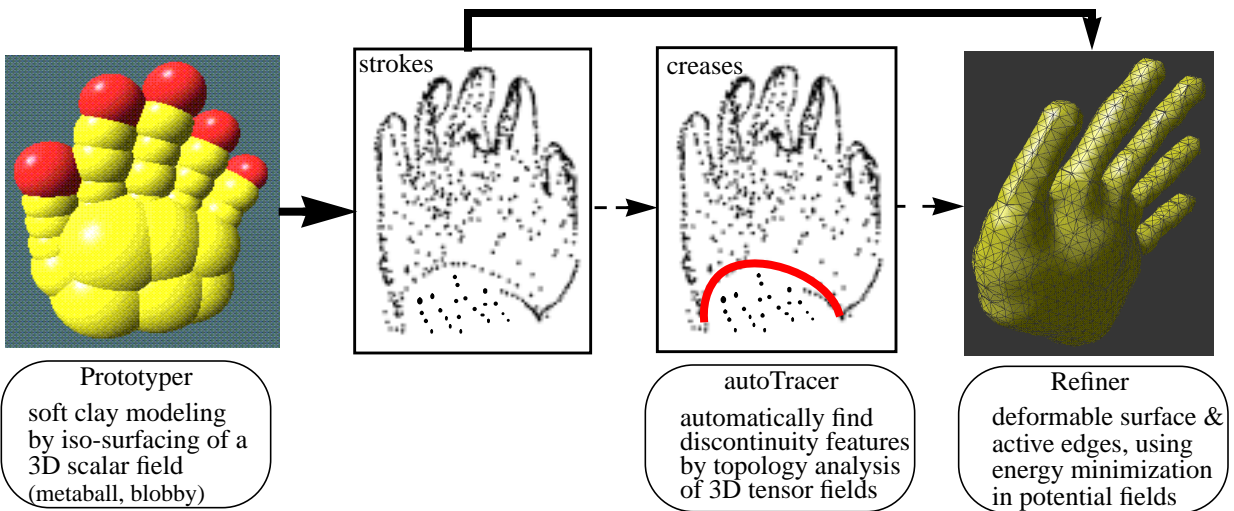 strokes
creases
Prototyper
soft clay modeling
by iso-surfacing of a
3D scalar field
(metaball, blobby)
autoTracer
automatically find
discontinuity features
by topology analysis
of 3D tensor fields
Refiner
deformable surface &
active edges, using
energy minimization
in potential fields